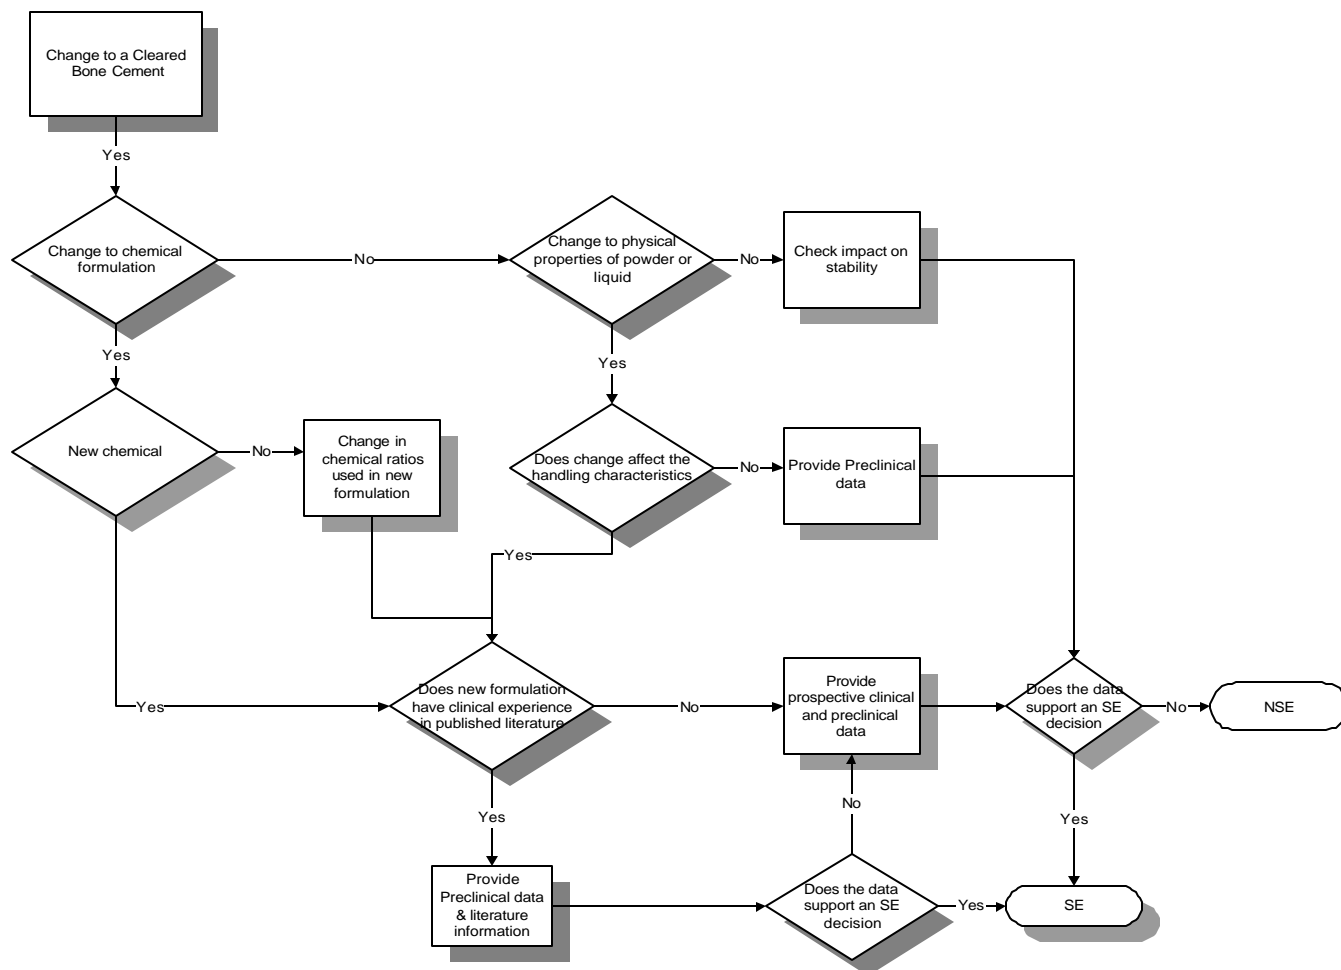 Change to a Cleared
Bone Cement
Yes
Change to chemical
formulation
No
Change to physical
properties of powder or
liquid
No
Check impact on
stability
Yes
Yes
New chemical
No
Change in
chemical ratios
used in new
formulation
Does change affect the
handling characteristics
No
Provide Preclinical
data
Yes
Yes
Does new formulation
have clinical experience
in published literature
No
Provide
prospective clinical
and preclinical
data
Does the data
support an SE
decision
No
NSE
Yes
No
Yes
Provide
Preclinical data
& literature
information
Does the data
support an SE
decision
Yes
SE